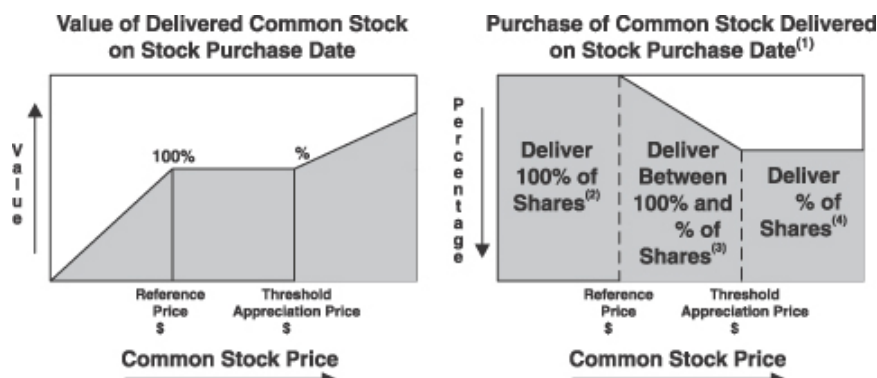 Value of Delivered Common Stock
on Stock Purchase Date
Value
100%
%
Reference
Price
$
Threshold
Appreciation Price
$
Common Stock Price
Purchase of Common Stock Delivered
on Stock Purchase Date(1)
Percentage
Deliver
100% of
Shares(2)
Deliver
Between
100% and
% of
Shares(3)
Deliver
% of
Shares(4)
Reference
Price
$
Threshold
Appreciation Price
$
Common Stock Price